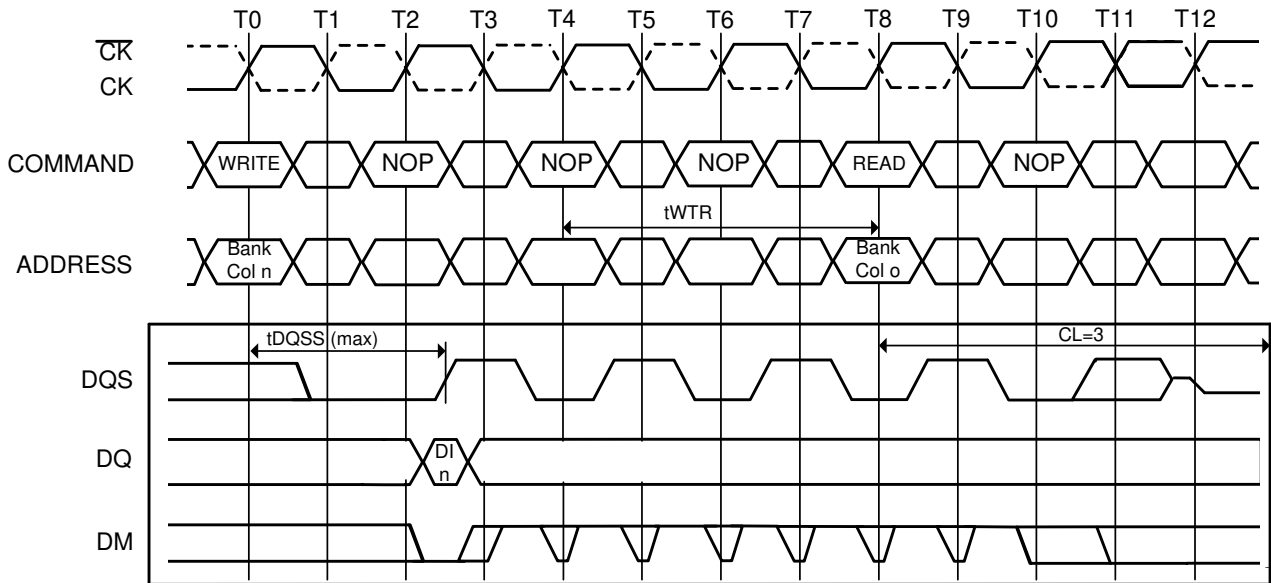 T0 T1 T2 T3 T4 T5 T6 T7 T8 T9 T10 T11 T12
CK
CK
COMMAND WRITE NOP NOP NOP READ NOP
tWTR
ADDRESS Bank Col n Bank Col o
tDQSS (max) CL=3
DQS
DQ DI n
DM